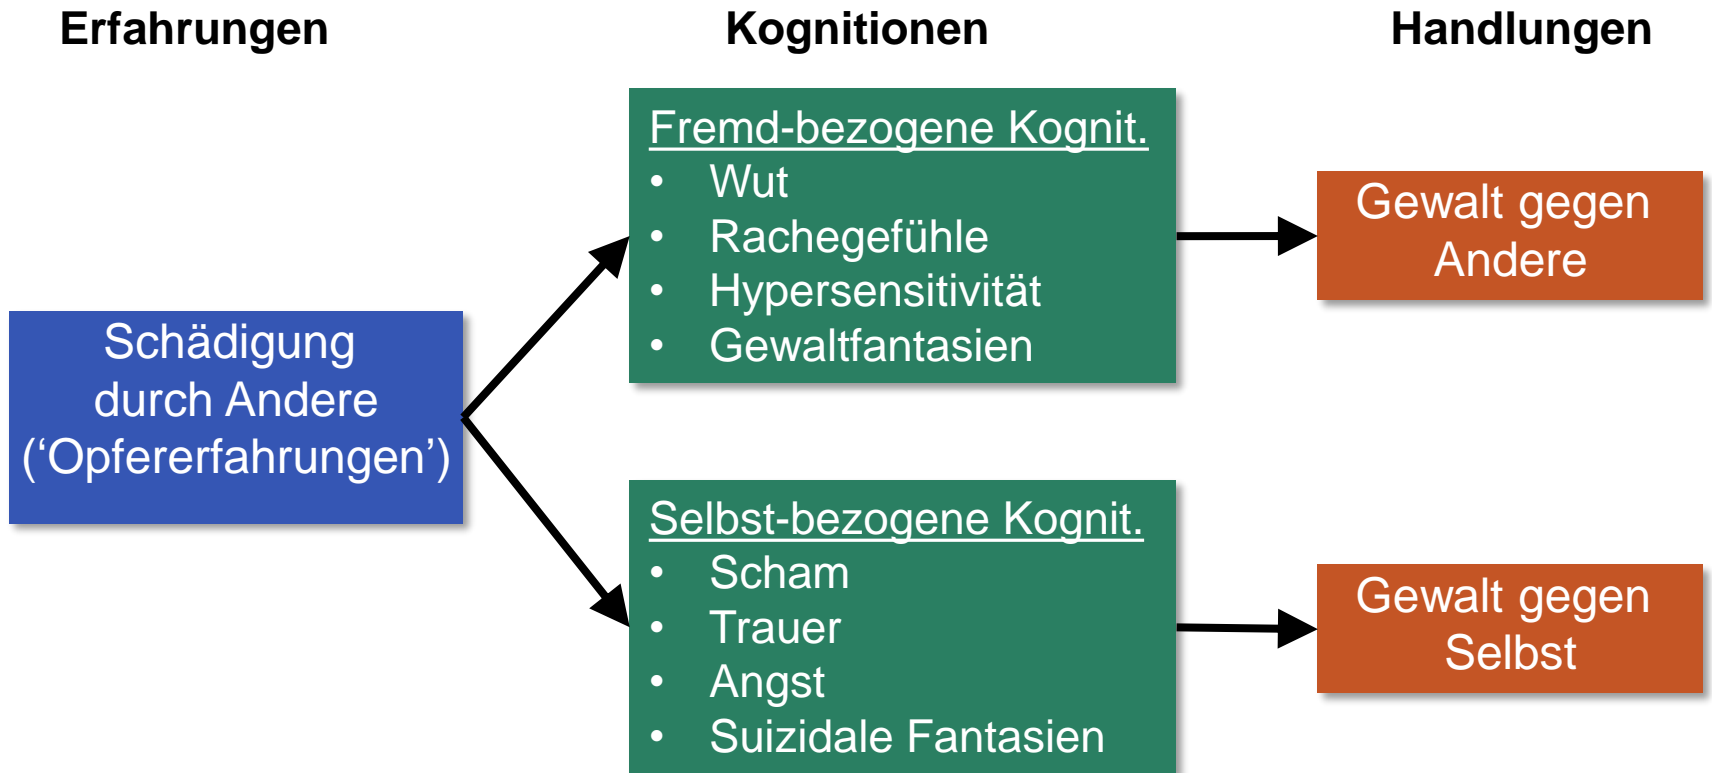 Erfahrungen
Kognitionen
Handlungen
Schädigung
durch Andere
(‘Opfererfahrungen’)
Fremd-bezogene Kognit.
• Wut
• Rachegefühle
• Hypersensitivität
• Gewaltfantasien
Selbst-bezogene Kognit.
• Scham
• Trauer
• Angst
• Suizidale Fantasien
Gewalt gegen
Andere
Gewalt gegen
Selbst